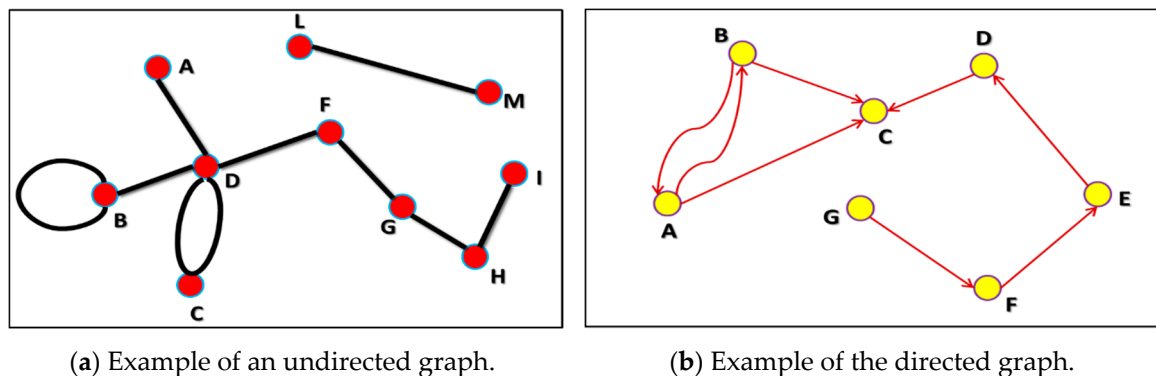 L
A
M
F
D
I
B
G
H
C
B
D
C
E
A
G
F
(a) Example of an undirected graph.
(b) Example of the directed graph.